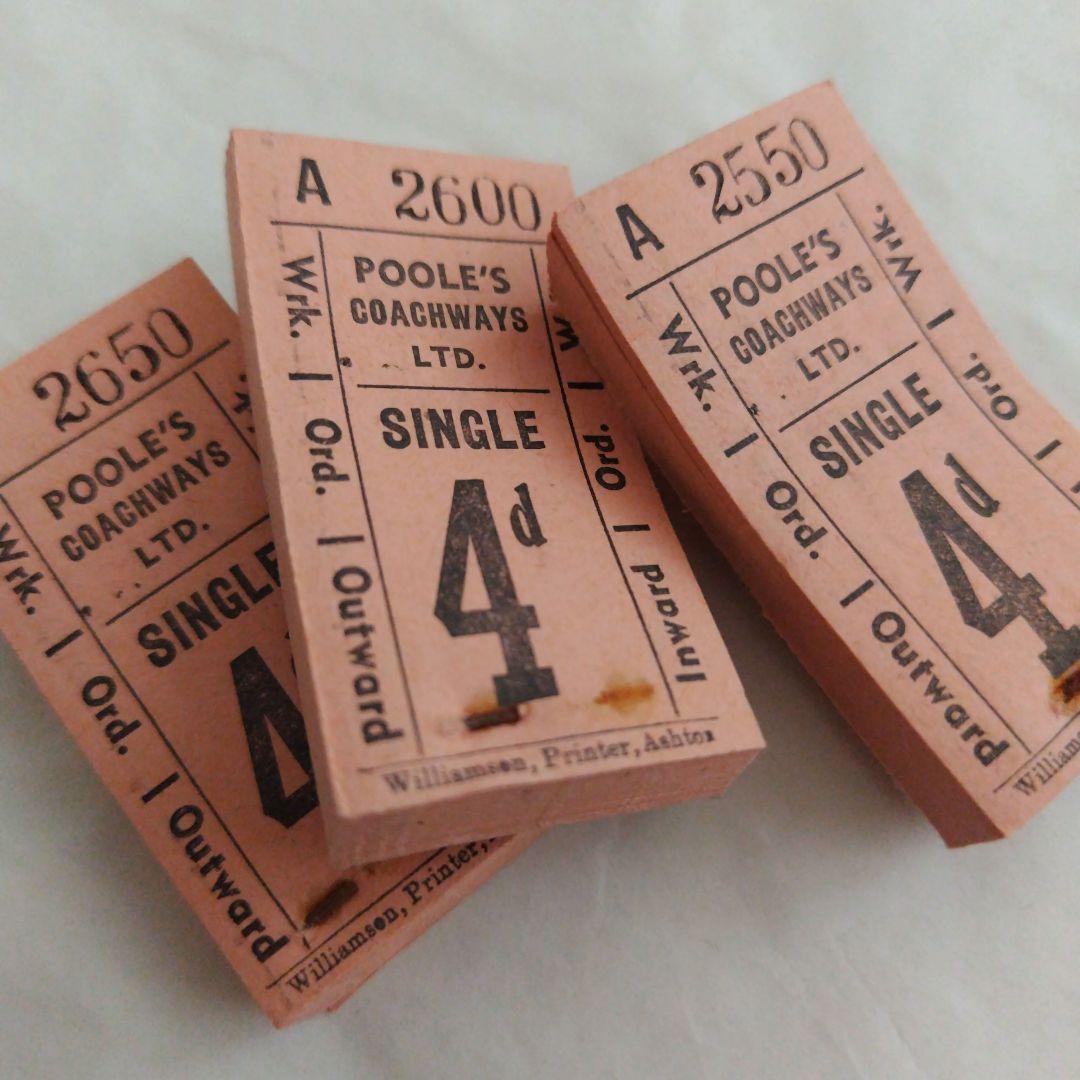 2650
POOLE'S
COACHWAYS
LTD.
SINGLE
4
Wrk. | Ord. | Outward
Williamson, Printer,
A 2600
POOLE'S
COACHWAYS
LTD.
SINGLE
4d
Wrk. | Ord. | Outward
| Ord. | Inward
Williamson, Printer, Ashton
A 2550
POOLE'S
COACHWAYS
LTD.
SINGLE
4d
Wrk. | Ord. | Outward
Wrk. | Ord. |